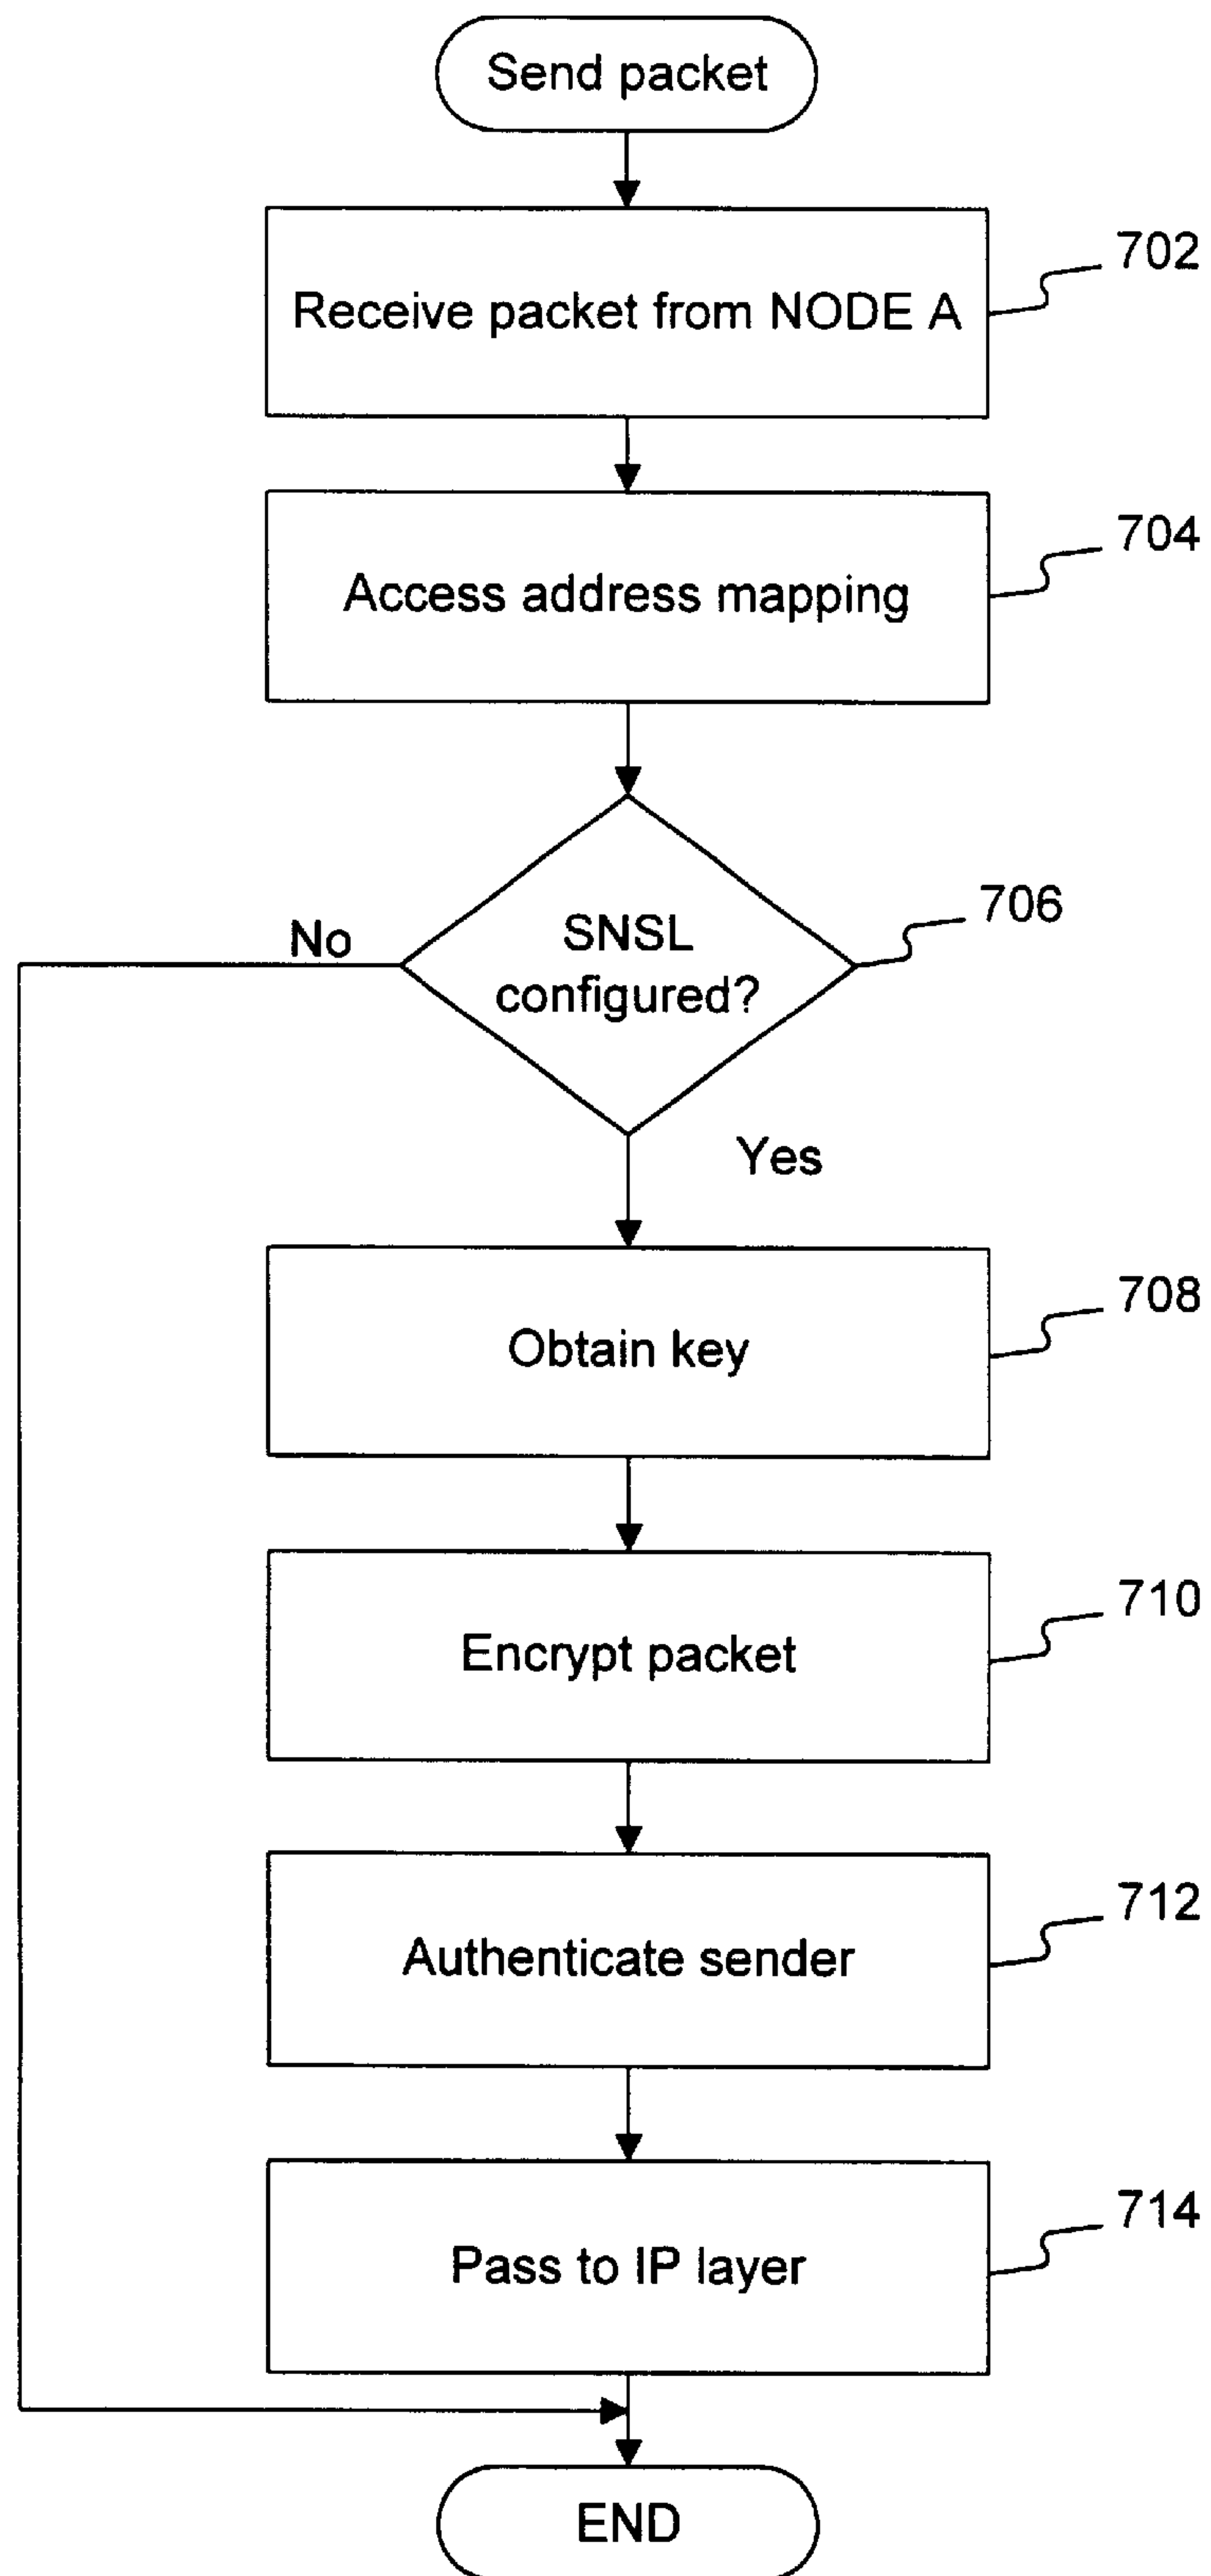 Send packet
Receive packet from NODE A
702
Access address mapping
704
No
SNSL
configured?
706
Yes
Obtain key
708
Encrypt packet
710
Authenticate sender
712
Pass to IP layer
714
END